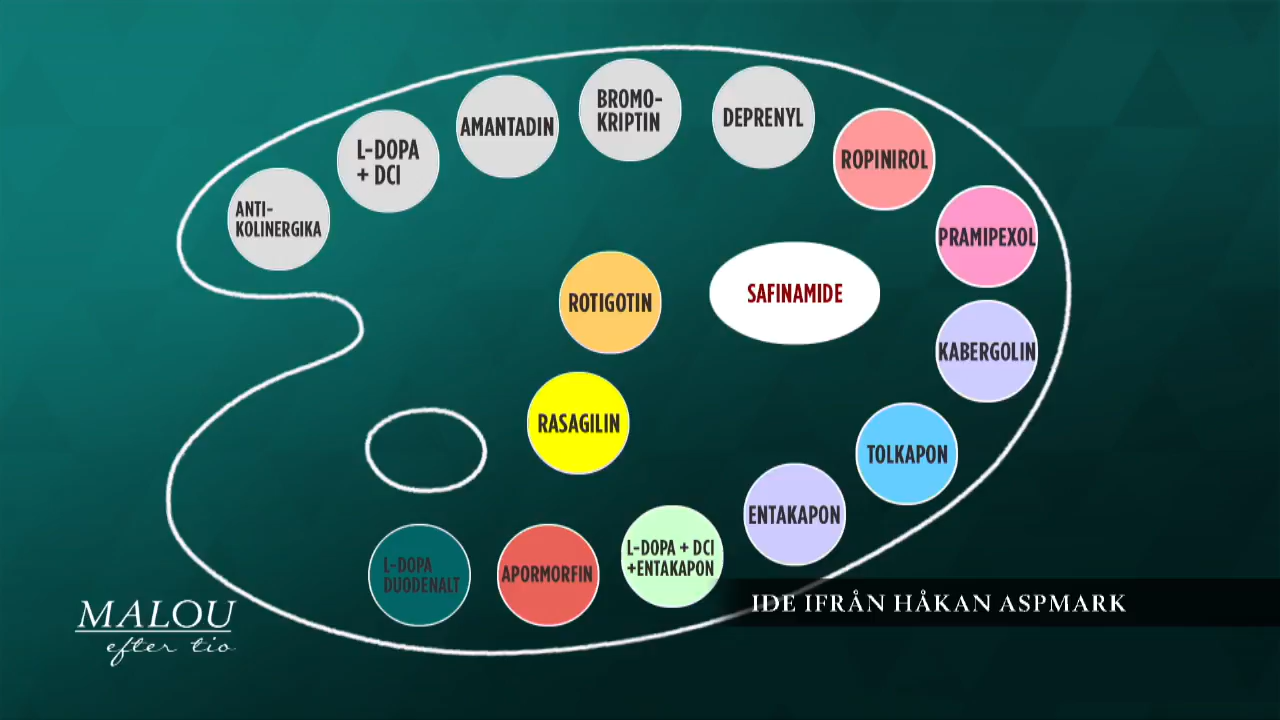 ANTI-
KOLINERGIKA
L-DOPA
+ DCI
AMANTADIN
BROMO-
KRIPTIN
DEPRENYL
ROPINIROL
PRAMIPEXOL
KABERGOLIN
TOLKAPON
ENTAKAPON
L-DOPA + DCI
+ENTAKAPON
APORMORFIN
L-DOPA
DUODENALT
RASAGILIN
ROTIGOTIN
SAFINAMIDE
IDE IFRÅN HÅKAN ASPMARK
MALOU
efter tio